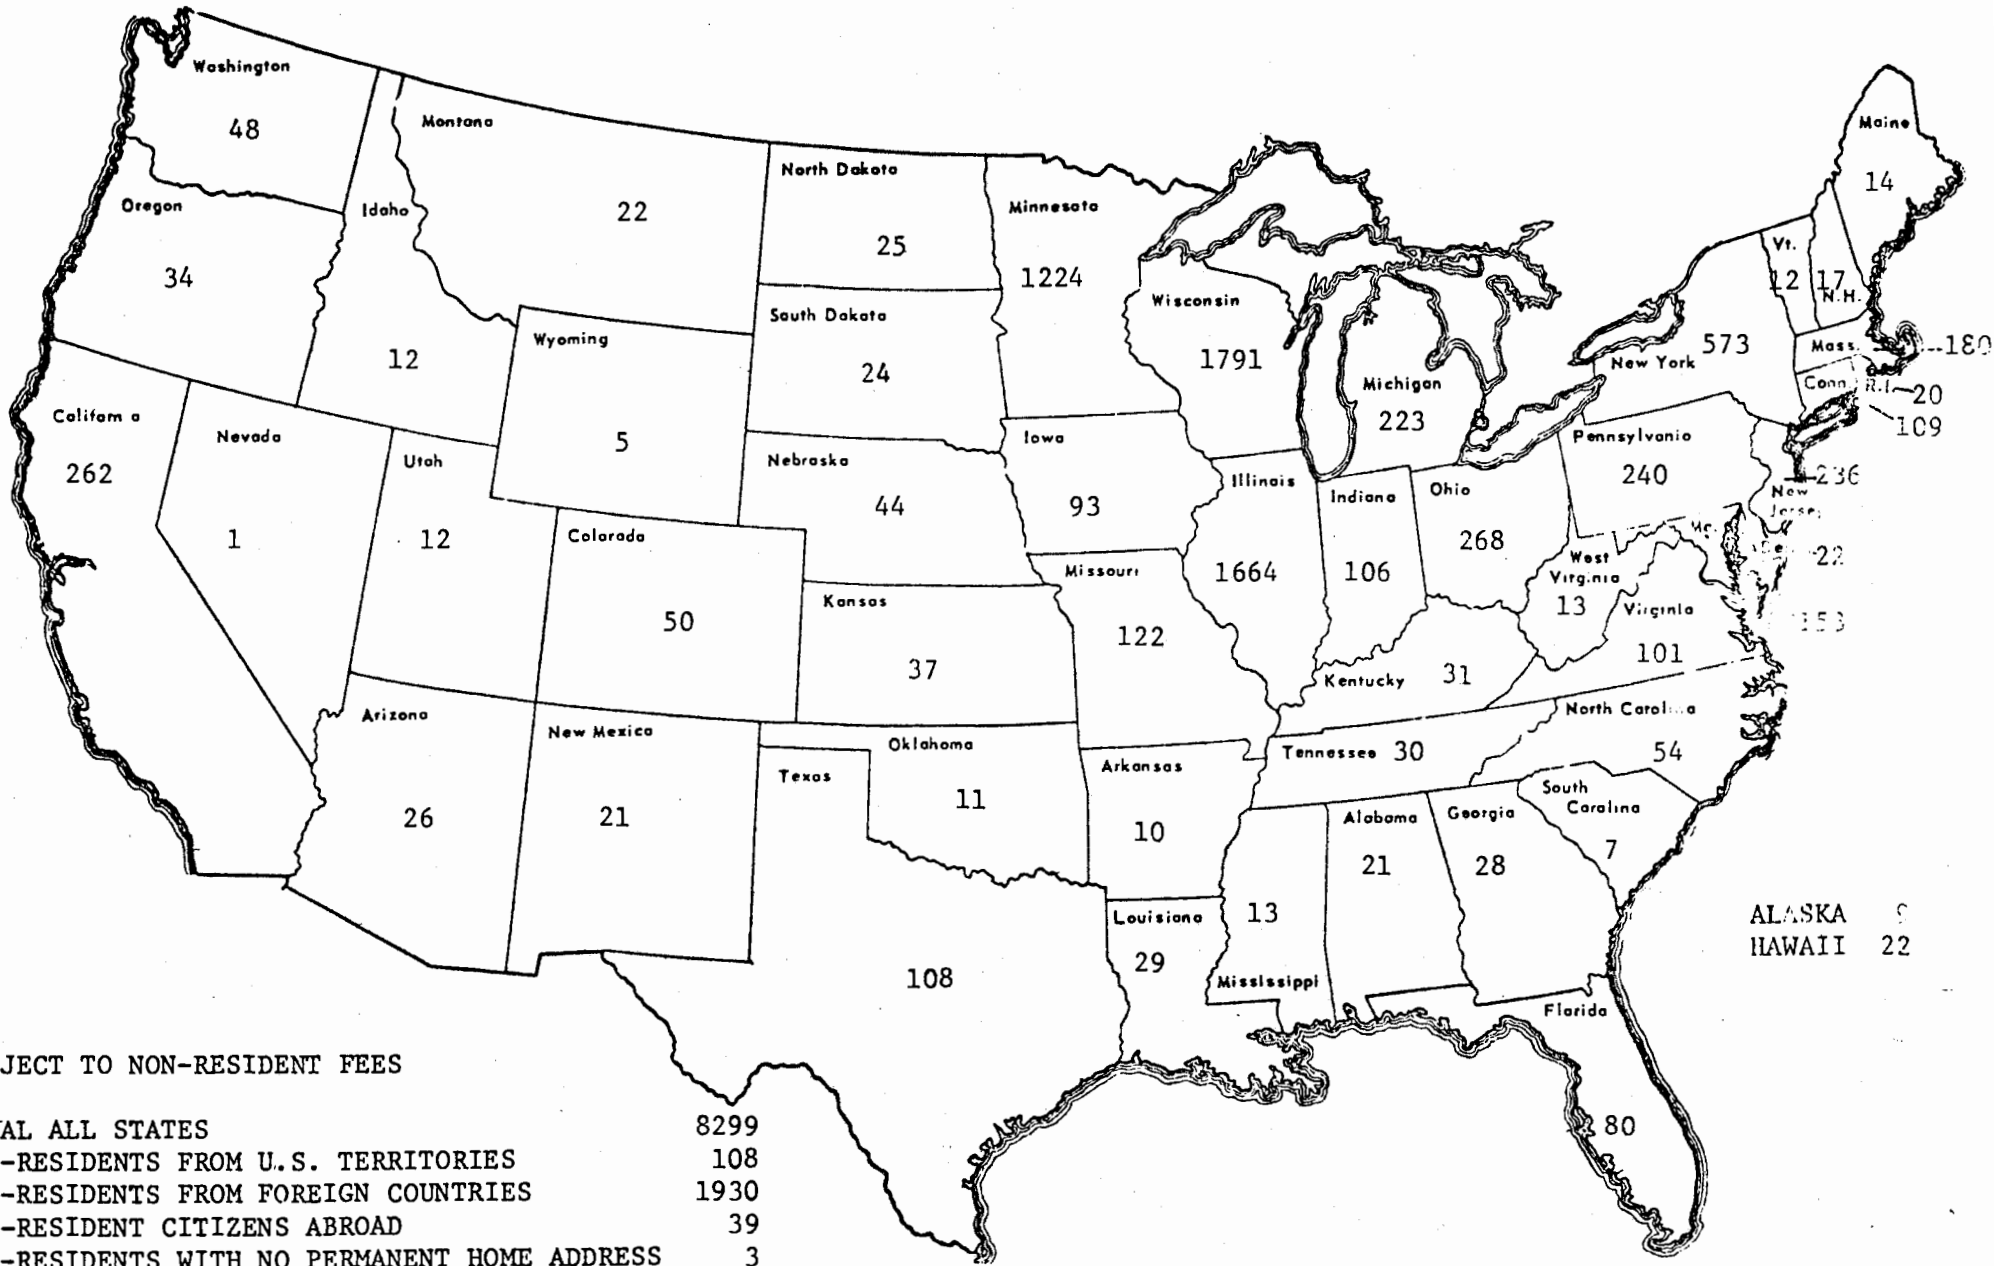 Washington
48
Montana
22
North Dakota
25
Minnesota
1224
Oregon
34
Idaho
12
Wyoming
5
South Dakota
24
Wisconsin
1791
Michigan
223
Maine
14
Vt.
12
17
N.H.
New York 573
Mass. 180
Conn.
R.I. 20
109
Califom a
262
Nevada
1
Utah
12
Colorado
50
Nebraska
44
Iowa
93
Illinois
1664
Indiana
106
Ohio
268
Pennsylvania
240
236
New
Jersey
West
Virginia
13
22
153
Virginia
101
Kansas
37
Missouri
122
Kentucky 31
Arizona
26
New Mexico
21
Texas
108
Oklahoma
11
Arkansas
10
Tennessee 30
North Carolina
54
South
Carolina
7
Alabama
21
Georgia
28
Louisiana
29
13
Mississippi
Florida
80
ALASKA
HAWAII 22
JECT TO NON-RESIDENT FEES
AL ALL STATES 8299
-RESIDENTS FROM U.S. TERRITORIES 108
-RESIDENTS FROM FOREIGN COUNTRIES 1930
-RESIDENT CITIZENS ABROAD 39
-RESIDENTS WITH NO PERMANENT HOME ADDRESS 3